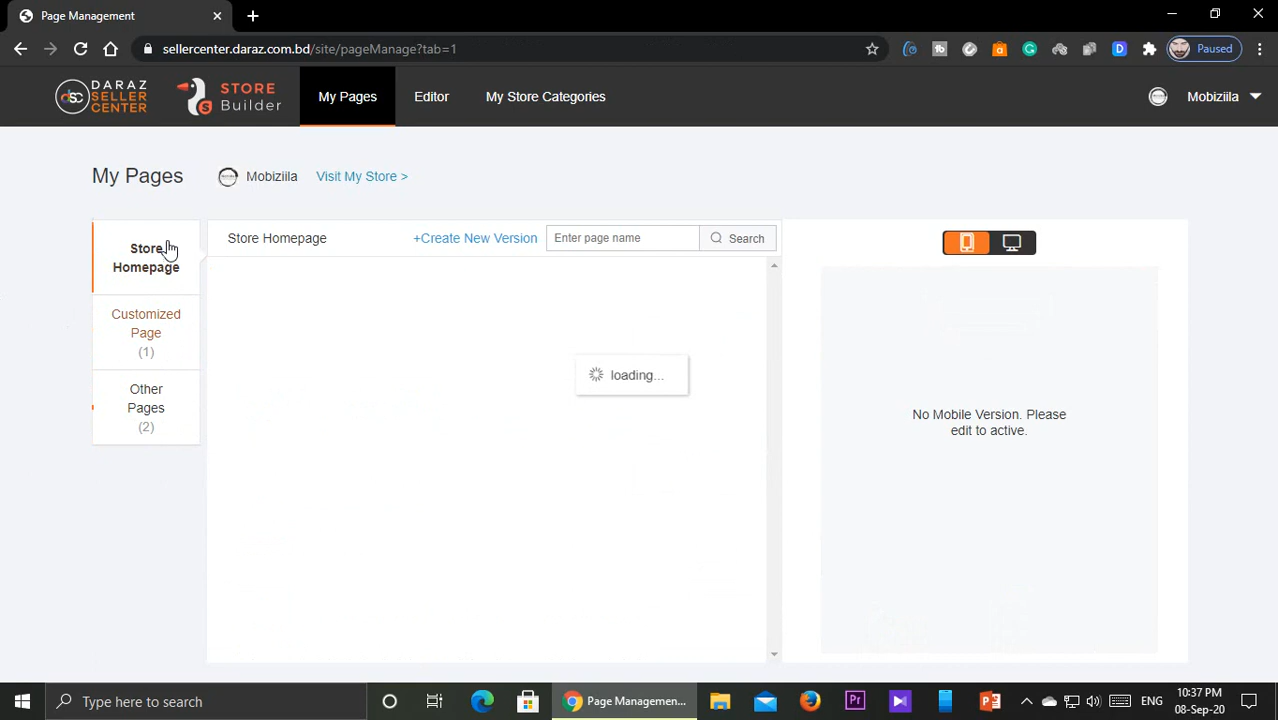 Page Management
sellercenter.daraz.com.bd/site/pageManage?tab=1
Paused
dsc
DARAZ
SELLER
CENTER
S
STORE
Builder
My Pages
Editor
My Store Categories
Mobiziila
My Pages
Mobiziila
Visit My Store >
Store
Homepage
Customized
Page
(1)
Other
Pages
(2)
Store Homepage
+Create New Version
Enter page name
Search
loading...
No Mobile Version. Please
edit to active.
Type here to search
Page Managemen...
ENG
10:37 PM
08-Sep-20